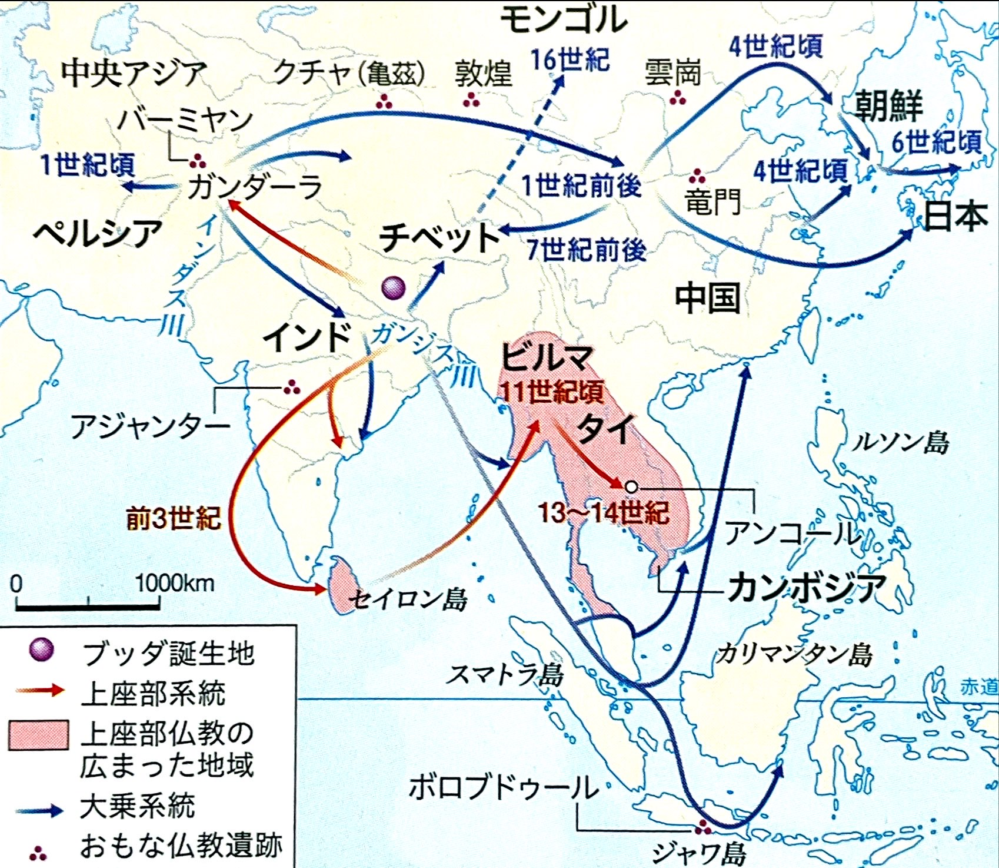 モンゴル
16世紀
4世紀頃
中央アジア
クチャ(亀茲)
敦煌
雲崗
朝鮮
バーミヤン
6世紀頃
1世紀頃
ガンダーラ
1世紀前後
4世紀頃
竜門
日本
ペルシア
インダス川
チベット
7世紀前後
中国
インド
ガンジス川
ビルマ
11世紀頃
タイ
アジャンター
ルソン島
前3世紀
13〜14世紀
アンコール
カンボジア
0
1000km
セイロン島
カリマンタン島
スマトラ島
赤道
ボロブドゥール
ジャワ島
ブッダ誕生地
上座部系統
上座部仏教の
広まった地域
大乗系統
おもな仏教遺跡